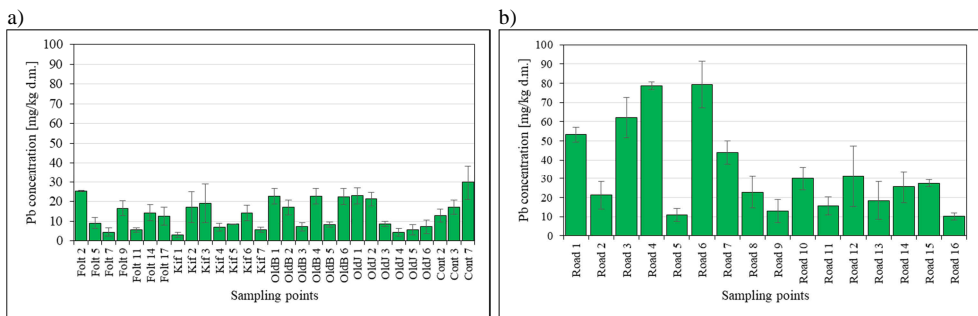 a)
Pb concentration [mg/kg d.m.]
100
90
80
70
60
50
40
30
20
10
0
Folt 2
Folt 5
Folt 7
Folt 9
Folt 11
Folt 14
Folt 17
Kif 1
Kif 2
Kif 3
Kif 4
Kif 5
Kif 6
Kif 7
OldB 1
OldB 2
OldB 3
OldB 4
OldB 5
OldB 6
OldJ 1
OldJ 2
OldJ 3
OldJ 4
OldJ 5
OldJ 6
Cont 2
Cont 3
Cont 7
Sampling points
b)
Pb concentration [mg/kg d.m.]
100
90
80
70
60
50
40
30
20
10
0
Road 1
Road 2
Road 3
Road 4
Road 5
Road 6
Road 7
Road 8
Road 9
Road 10
Road 11
Road 12
Road 13
Road 14
Road 15
Road 16
Sampling points